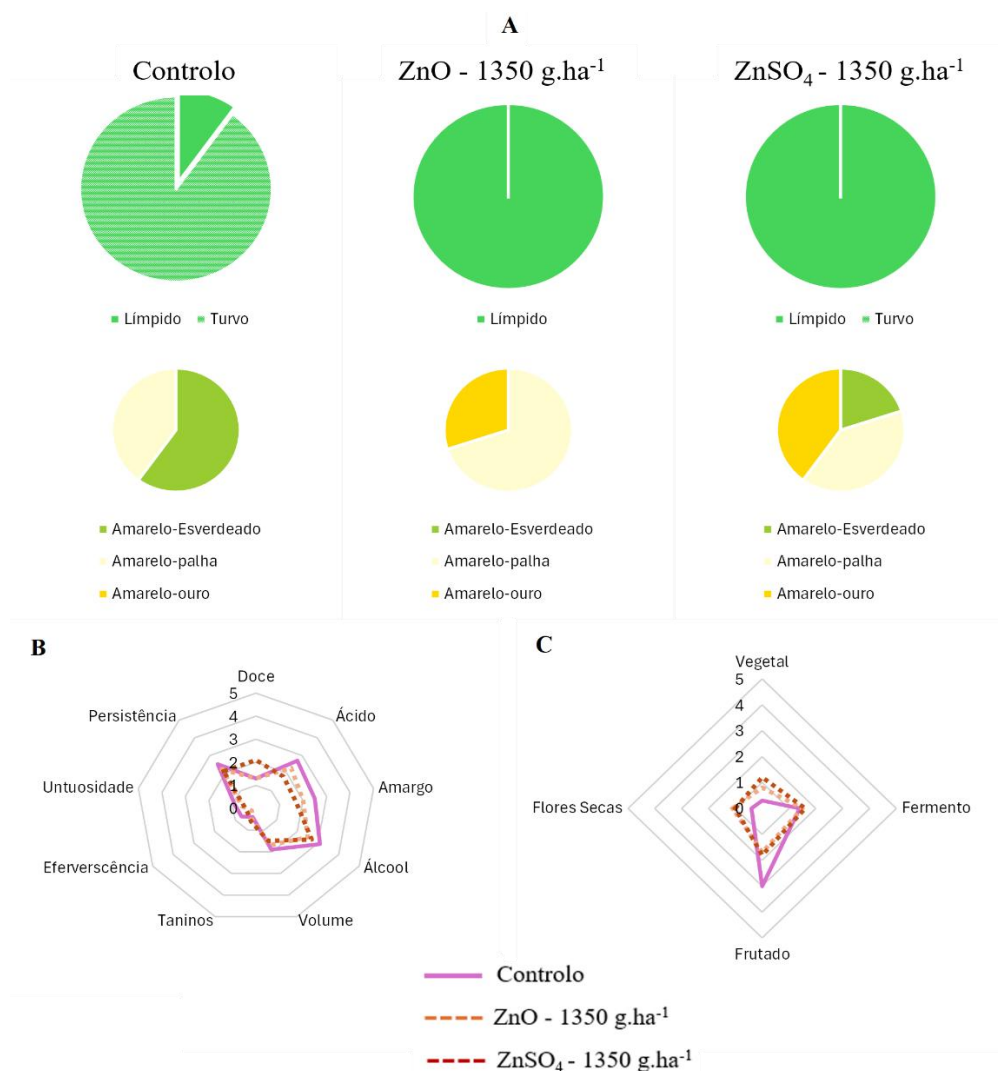 A
Controlo
ZnO - 1350 g.ha⁻¹
ZnSO₄ - 1350 g.ha⁻¹
Límpido Turvo
Límpido
Límpido Turvo
Amarelo-Esverdeado
Amarelo-palha
Amarelo-ouro
Amarelo-Esverdeado
Amarelo-palha
Amarelo-ouro
Amarelo-Esverdeado
Amarelo-palha
Amarelo-ouro
B
Doce
Ácido
Amargo
Álcool
Volume
Taninos
Eferverscência
Untuosidade
Persistência
5
4
3
2
1
0
C
Vegetal
Fermento
Frutado
Flores Secas
5
4
3
2
1
0
Controlo
ZnO - 1350 g.ha⁻¹
ZnSO₄ - 1350 g.ha⁻¹